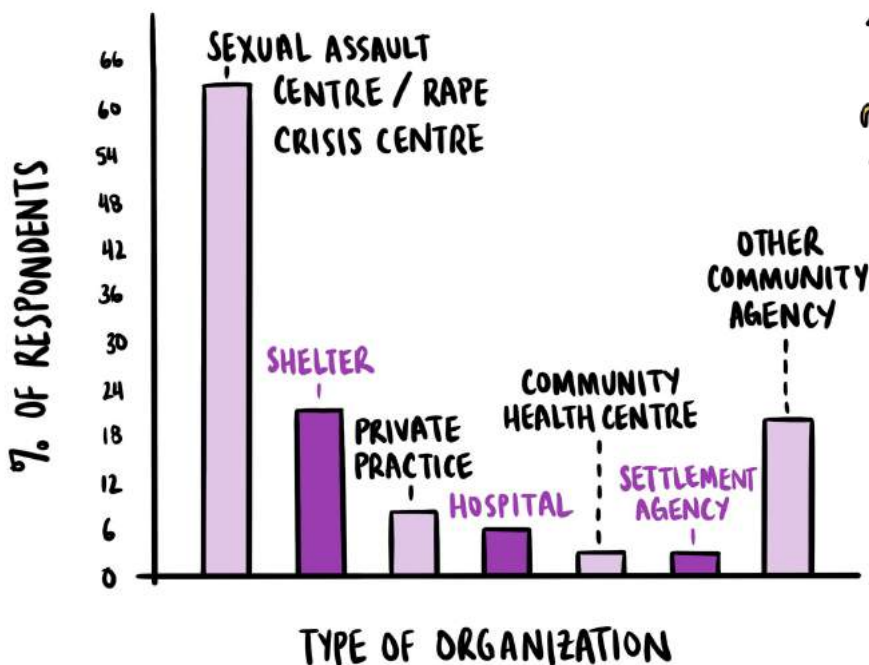 % OF RESPONDENTS
66
60
54
48
42
36
30
24
18
12
6
0
SEXUAL ASSAULT
CENTRE / RAPE
CRISIS CENTRE
SHELTER
PRIVATE
PRACTICE
HOSPITAL
COMMUNITY
HEALTH CENTRE
SETTLEMENT
AGENCY
OTHER
COMMUNITY
AGENCY
TYPE OF ORGANIZATION